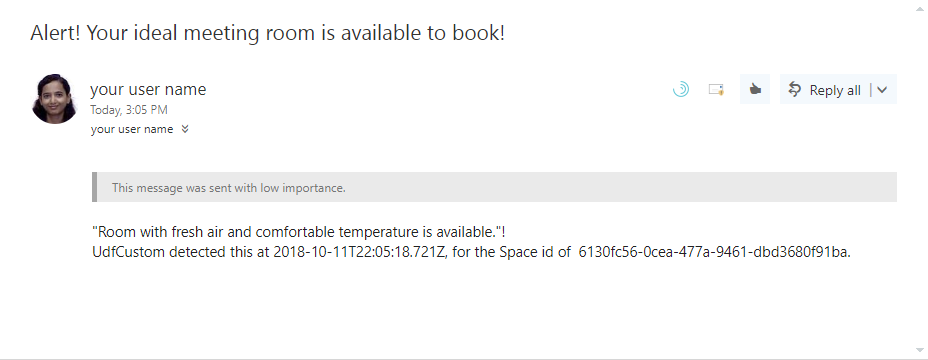 Alert! Your ideal meeting room is available to book!
your user name
Today, 3:05 PM
your user name
Reply all
This message was sent with low importance.
"Room with fresh air and comfortable temperature is available."!
UdfCustom detected this at 2018-10-11T22:05:18.721Z, for the Space id of  6130fc56-0cea-477a-9461-dbd3680f91ba.